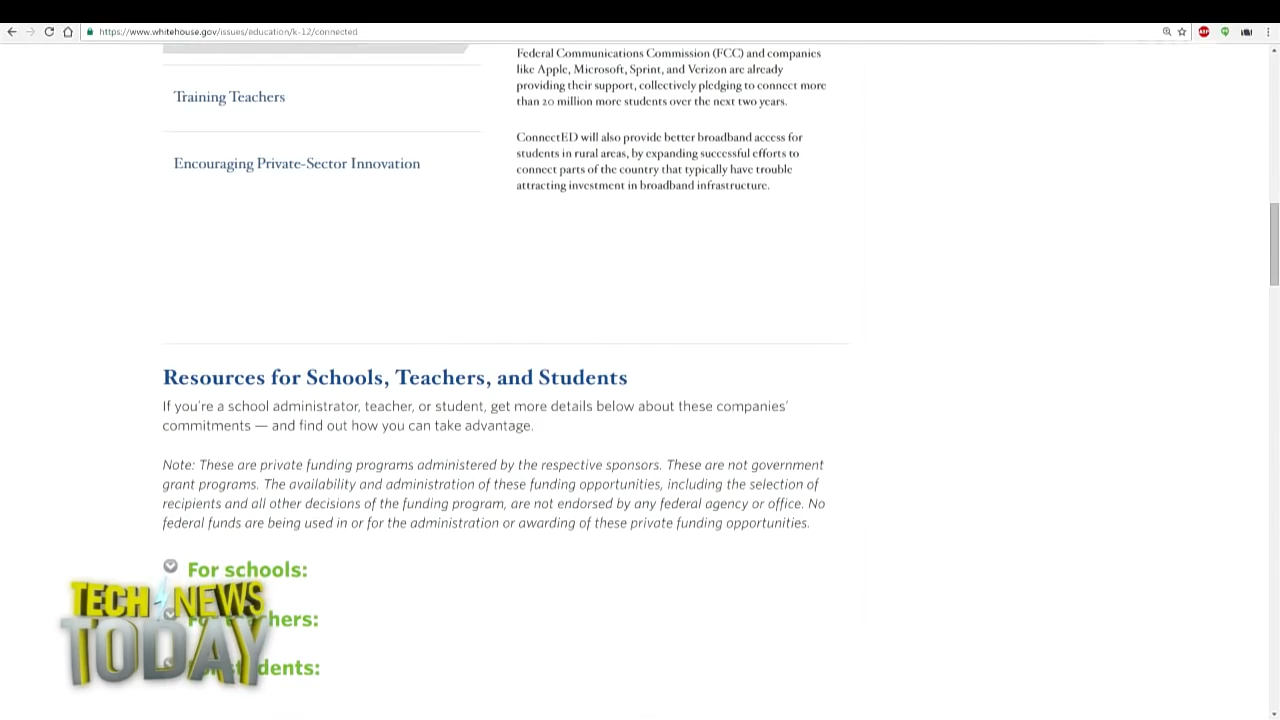 https://www.whitehouse.gov/issues/education/k-12/connected
ABP
Federal Communications Commission (FCC) and companies
like Apple, Microsoft, Sprint, and Verizon are already
providing their support, collectively pledging to connect more
than 20 million more students over the next two years.
Training Teachers
ConnectED will also provide better broadband access for
students in rural areas, by expanding successful efforts to
connect parts of the country that typically have trouble
attracting investment in broadband infrastructure.
Encouraging Private-Sector Innovation
Resources for Schools, Teachers, and Students
If you're a school administrator, teacher, or student, get more details below about these companies'
commitments — and find out how you can take advantage.
Note: These are private funding programs administered by the respective sponsors. These are not government
grant programs. The availability and administration of these funding opportunities, including the selection of
recipients and all other decisions of the funding program, are not endorsed by any federal agency or office. No
federal funds are being used in or for the administration or awarding of these private funding opportunities.
For schools:
hers:
dents:
TECH NEWS
TODAY